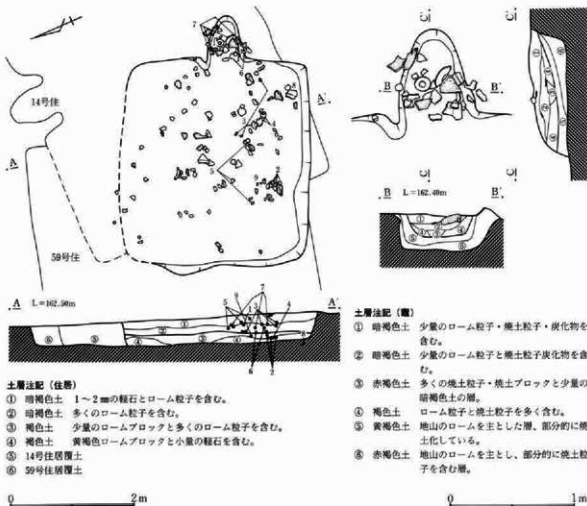 7
14号住
59号住
A
A′
3
5
9
2
C
C′
B
B′
B L=162.40m B′
A L=162.50m A′
土層注記（住居）
① 暗褐色土 1～2㎜の軽石とローム粒子を含む。
② 暗褐色土 多くのローム粒子を含む。
③ 褐色土 少量のロームブロックと多くのローム粒子を含む。
④ 褐色土 黄褐色ロームブロックと小量の軽石を含む。
⑤ 14号住居覆土
⑥ 59号住居覆土
0 2m
土層注記（竈）
① 暗褐色土 少量のローム粒子・焼土粒子・炭化物を
含む。
② 暗褐色土 少量のローム粒子と焼土粒子炭化物を含
む。
③ 赤褐色土 多くの焼土粒子・焼土ブロックと少量の
暗褐色土の層。
④ 褐色土 ローム粒子と焼土粒子を多く含む。
⑤ 黄褐色土 地山のロームを主とした層、部分的に焼
土化している。
⑥ 赤褐色土 地山のロームを主とし、部分的に焼土粒
子を含む層。
0 1m